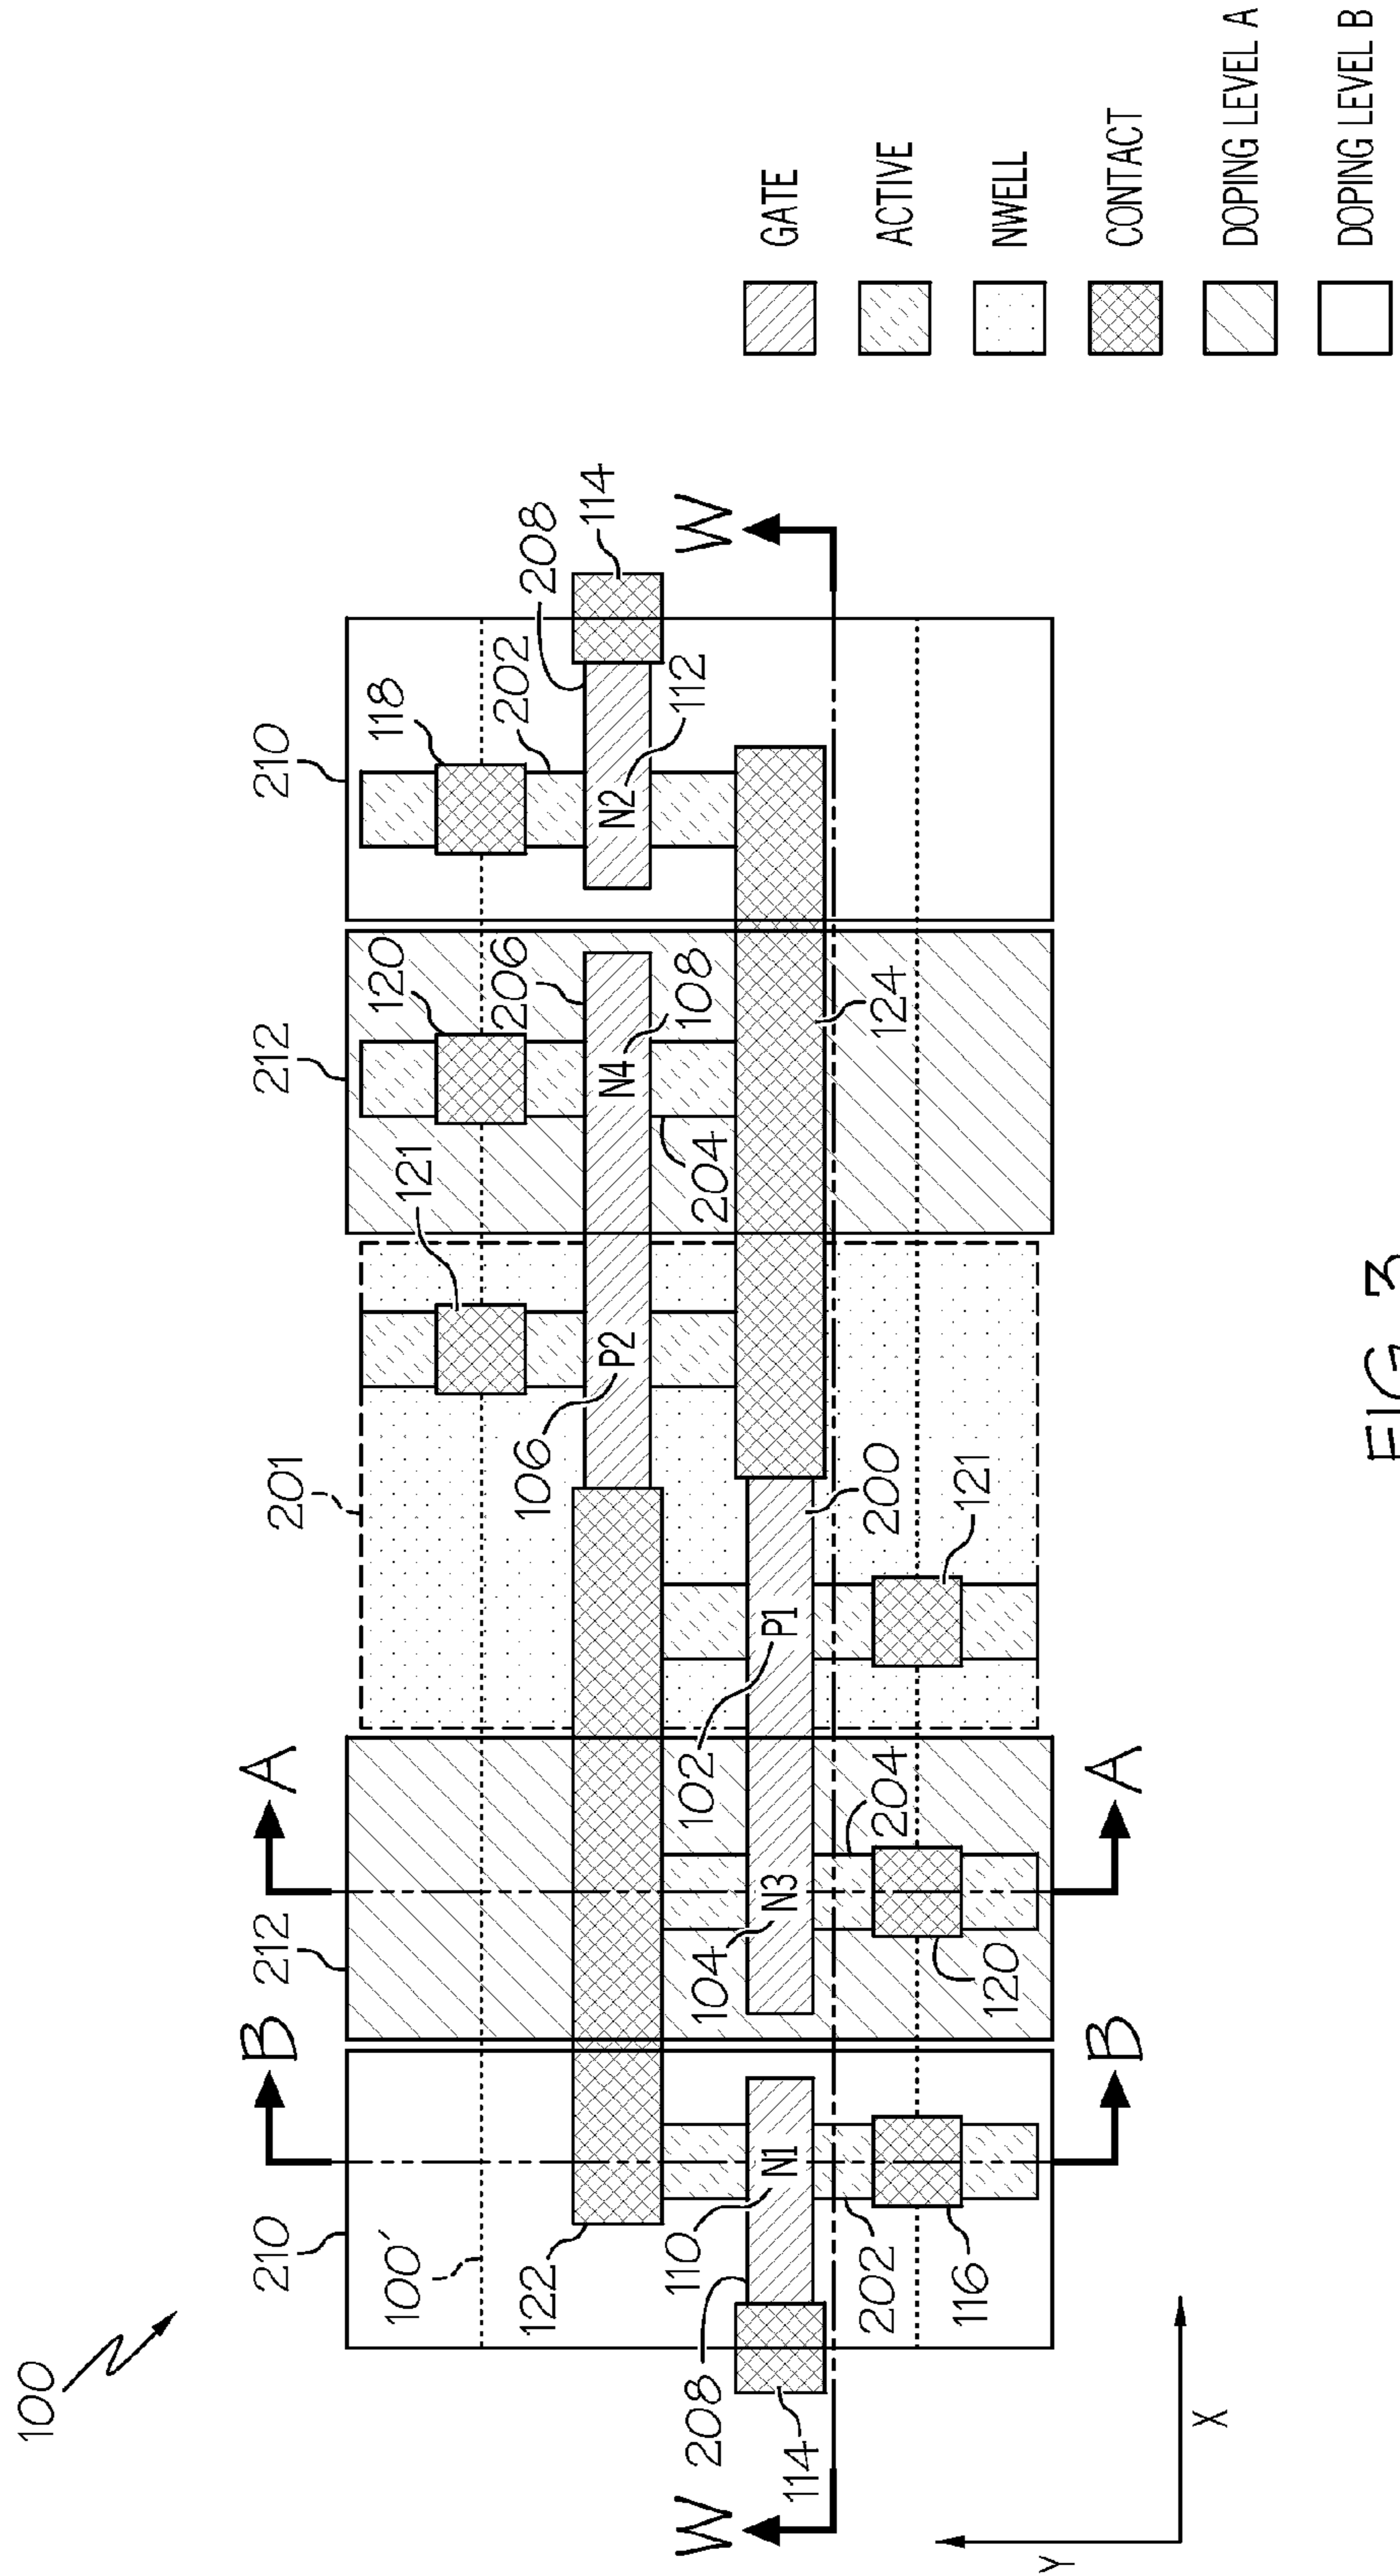 100
B
A
210
212
201
212
210
100′
121
120
118
122
106
206
202
208
114
P2
N4
N2
W
W
110
104
102
204
108
112
208
N1
N3
P1
200
124
114
202
204
121
116
120
B
A
Y
X
GATE
ACTIVE
NWELL
CONTACT
DOPING LEVEL A
DOPING LEVEL B
FIG. 3